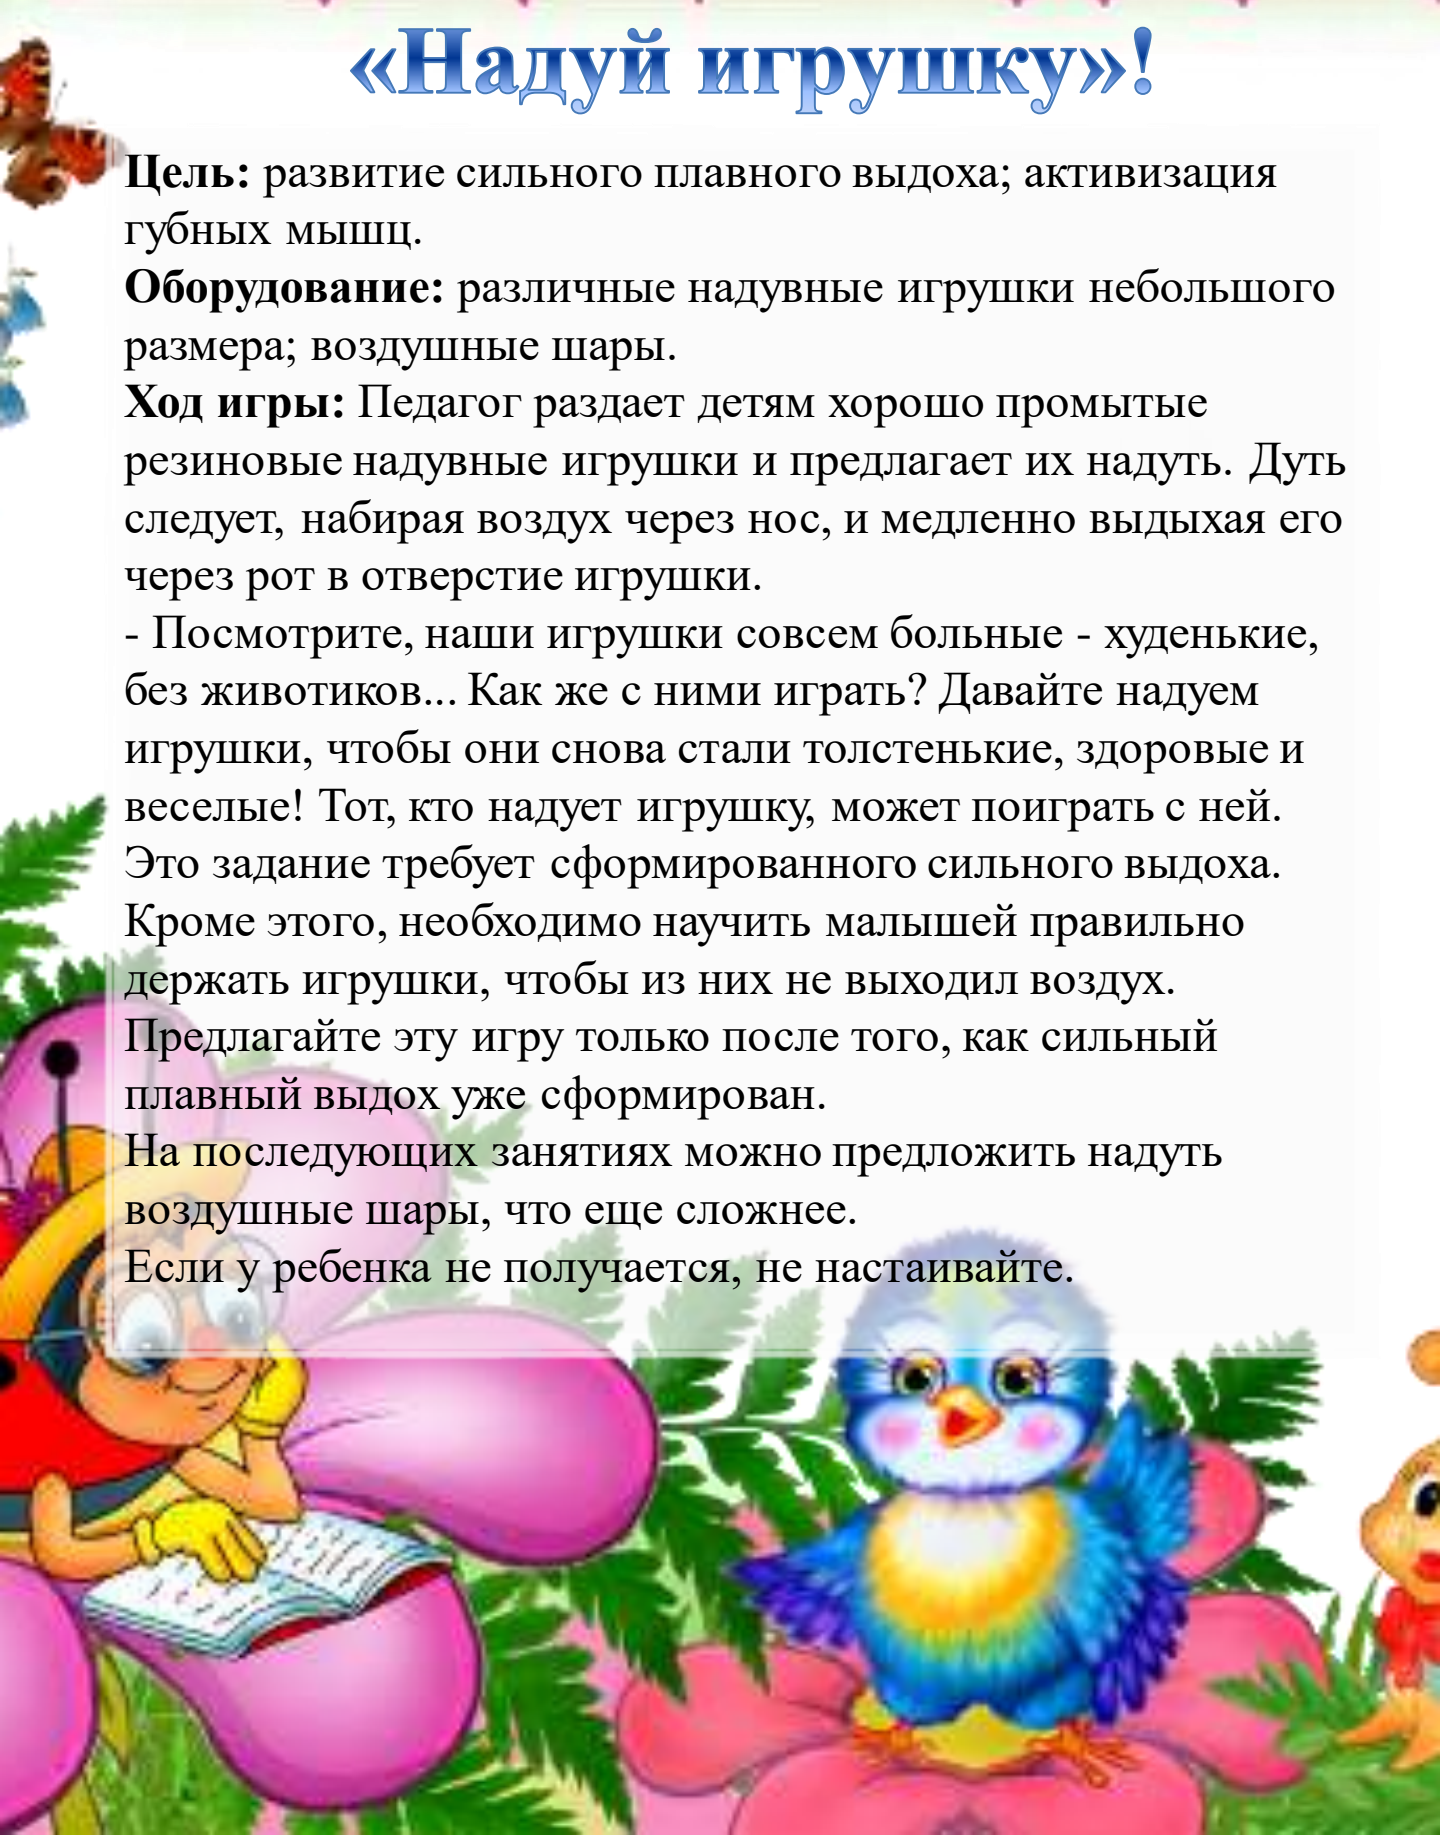 «Надуй игрушку»!
Цель: развитие сильного плавного выдоха; активизация
губных мышц.
Оборудование: различные надувные игрушки небольшого
размера; воздушные шары.
Ход игры: Педагог раздает детям хорошо промытые
резиновые надувные игрушки и предлагает их надуть. Дуть
следует, набирая воздух через нос, и медленно выдыхая его
через рот в отверстие игрушки.
- Посмотрите, наши игрушки совсем больные - худенькие,
без животиков... Как же с ними играть? Давайте надуем
игрушки, чтобы они снова стали толстенькие, здоровые и
веселые! Тот, кто надует игрушку, может поиграть с ней.
Это задание требует сформированного сильного выдоха.
Кроме этого, необходимо научить малышей правильно
держать игрушки, чтобы из них не выходил воздух.
Предлагайте эту игру только после того, как сильный
плавный выдох уже сформирован.
На последующих занятиях можно предложить надуть
воздушные шары, что еще сложнее.
Если у ребенка не получается, не настаивайте.